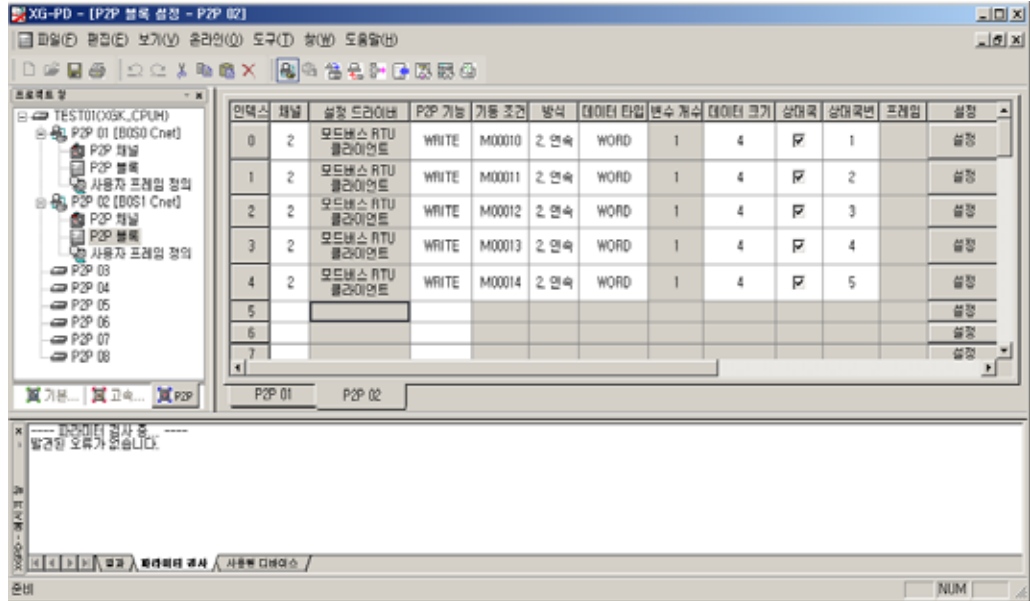 XG-PD - [P2P 블록 설정 - P2P 02]
파일(F) 편집(E) 보기(V) 온라인(O) 도구(T) 창(W) 도움말(H)
프로젝트 창
TEST01(XGK_CPUH)
P2P 01 [B0S0 Cnet]
P2P 채널
P2P 블록
사용자 프레임 정의
P2P 02 [B0S1 Cnet]
P2P 채널
P2P 블록
사용자 프레임 정의
P2P 03
P2P 04
P2P 05
P2P 06
P2P 07
P2P 08
기본... 고속... P2P
인덱스 채널 설정 드라이버 P2P 기능 기동 조건 방식 데이터 타입 변수 개수 데이터 크기 상대국 상대국번 프레임 설정
0 2 모드버스 RTU 클라이언트 WRITE M00010 2. 연속 WORD 1 4 1 설정
1 2 모드버스 RTU 클라이언트 WRITE M00011 2. 연속 WORD 1 4 2 설정
2 2 모드버스 RTU 클라이언트 WRITE M00012 2. 연속 WORD 1 4 3 설정
3 2 모드버스 RTU 클라이언트 WRITE M00013 2. 연속 WORD 1 4 4 설정
4 2 모드버스 RTU 클라이언트 WRITE M00014 2. 연속 WORD 1 4 5 설정
5 설정
6 설정
7 설정
P2P 01 P2P 02
---- 파라미터 검사 중... ----
발견된 오류가 없습니다.
결과 파라미터 검사 사용된 디바이스
준비 NUM